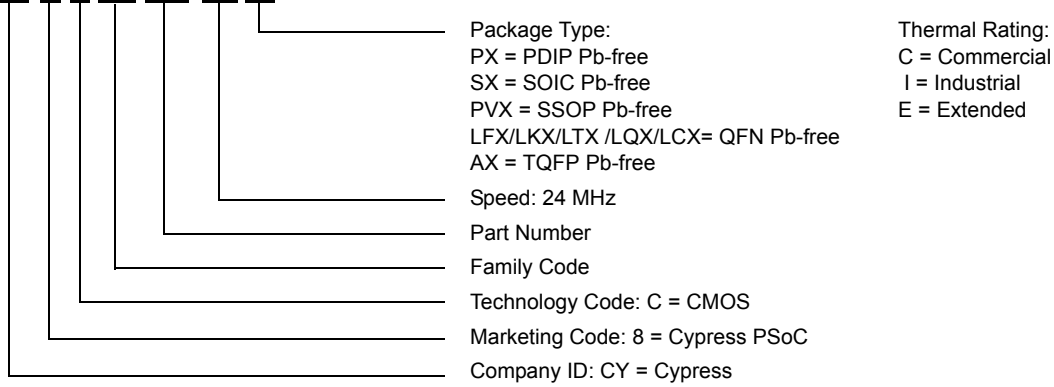 Package Type:
PX = PDIP Pb-free
SX = SOIC Pb-free
PVX = SSOP Pb-free
LFX/LKX/LTX /LQX/LCX= QFN Pb-free
AX = TQFP Pb-free
Thermal Rating:
C = Commercial
I = Industrial
E = Extended
Speed: 24 MHz
Part Number
Family Code
Technology Code: C = CMOS
Marketing Code: 8 = Cypress PSoC
Company ID: CY = Cypress